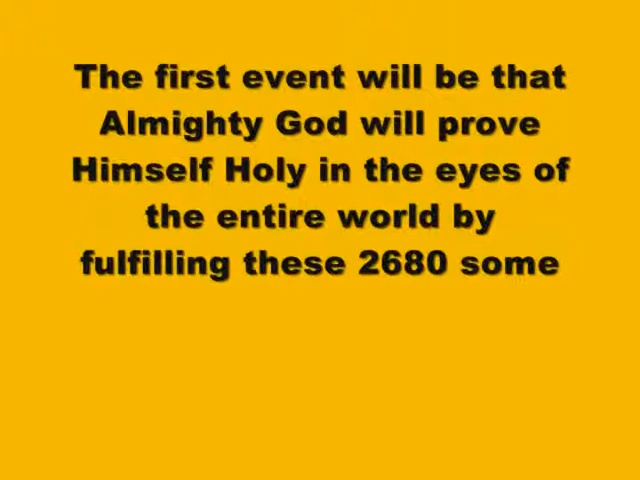 The first event will be that
Almighty God will prove
Himself Holy in the eyes of
the entire world by
fulfilling these 2680 some